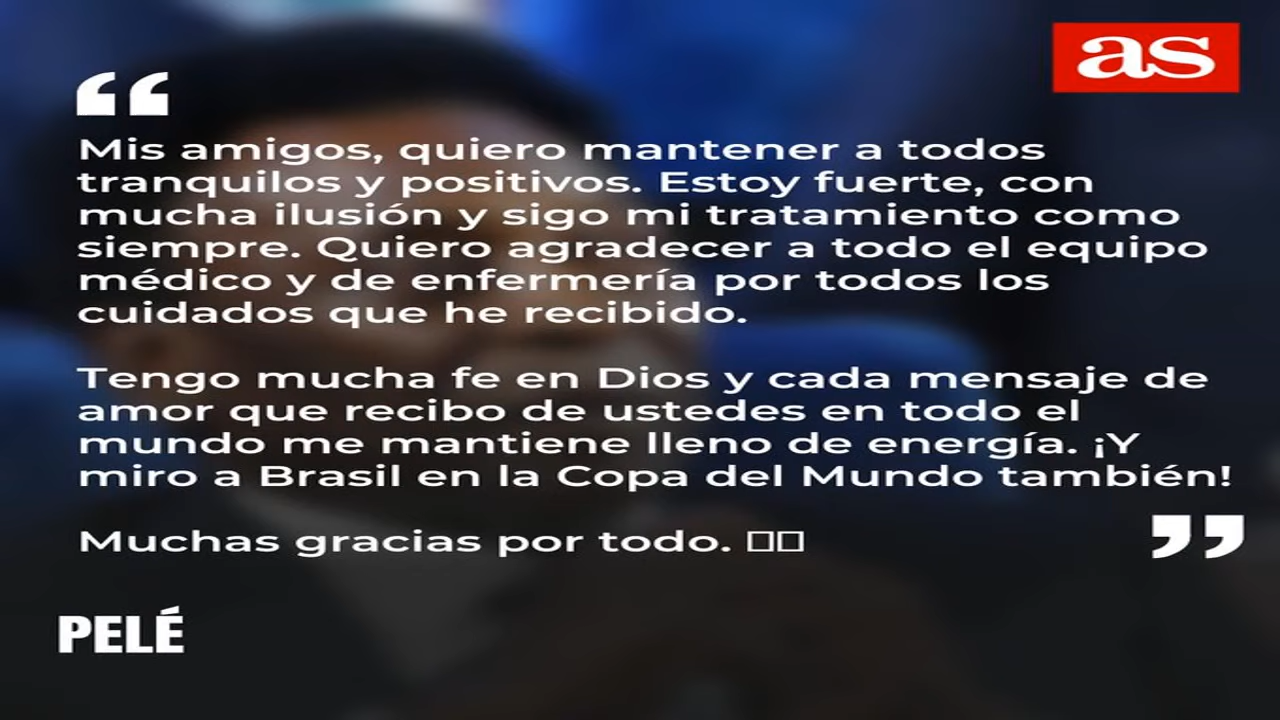 as
“
Mis amigos, quiero mantener a todos
tranquilos y positivos. Estoy fuerte, con
mucha ilusión y sigo mi tratamiento como
siempre. Quiero agradecer a todo el equipo
médico y de enfermería por todos los
cuidados que he recibido.
Tengo mucha fe en Dios y cada mensaje de
amor que recibo de ustedes en todo el
mundo me mantiene lleno de energía. ¡Y
miro a Brasil en la Copa del Mundo también!
Muchas gracias por todo. □□
”
PELÉ